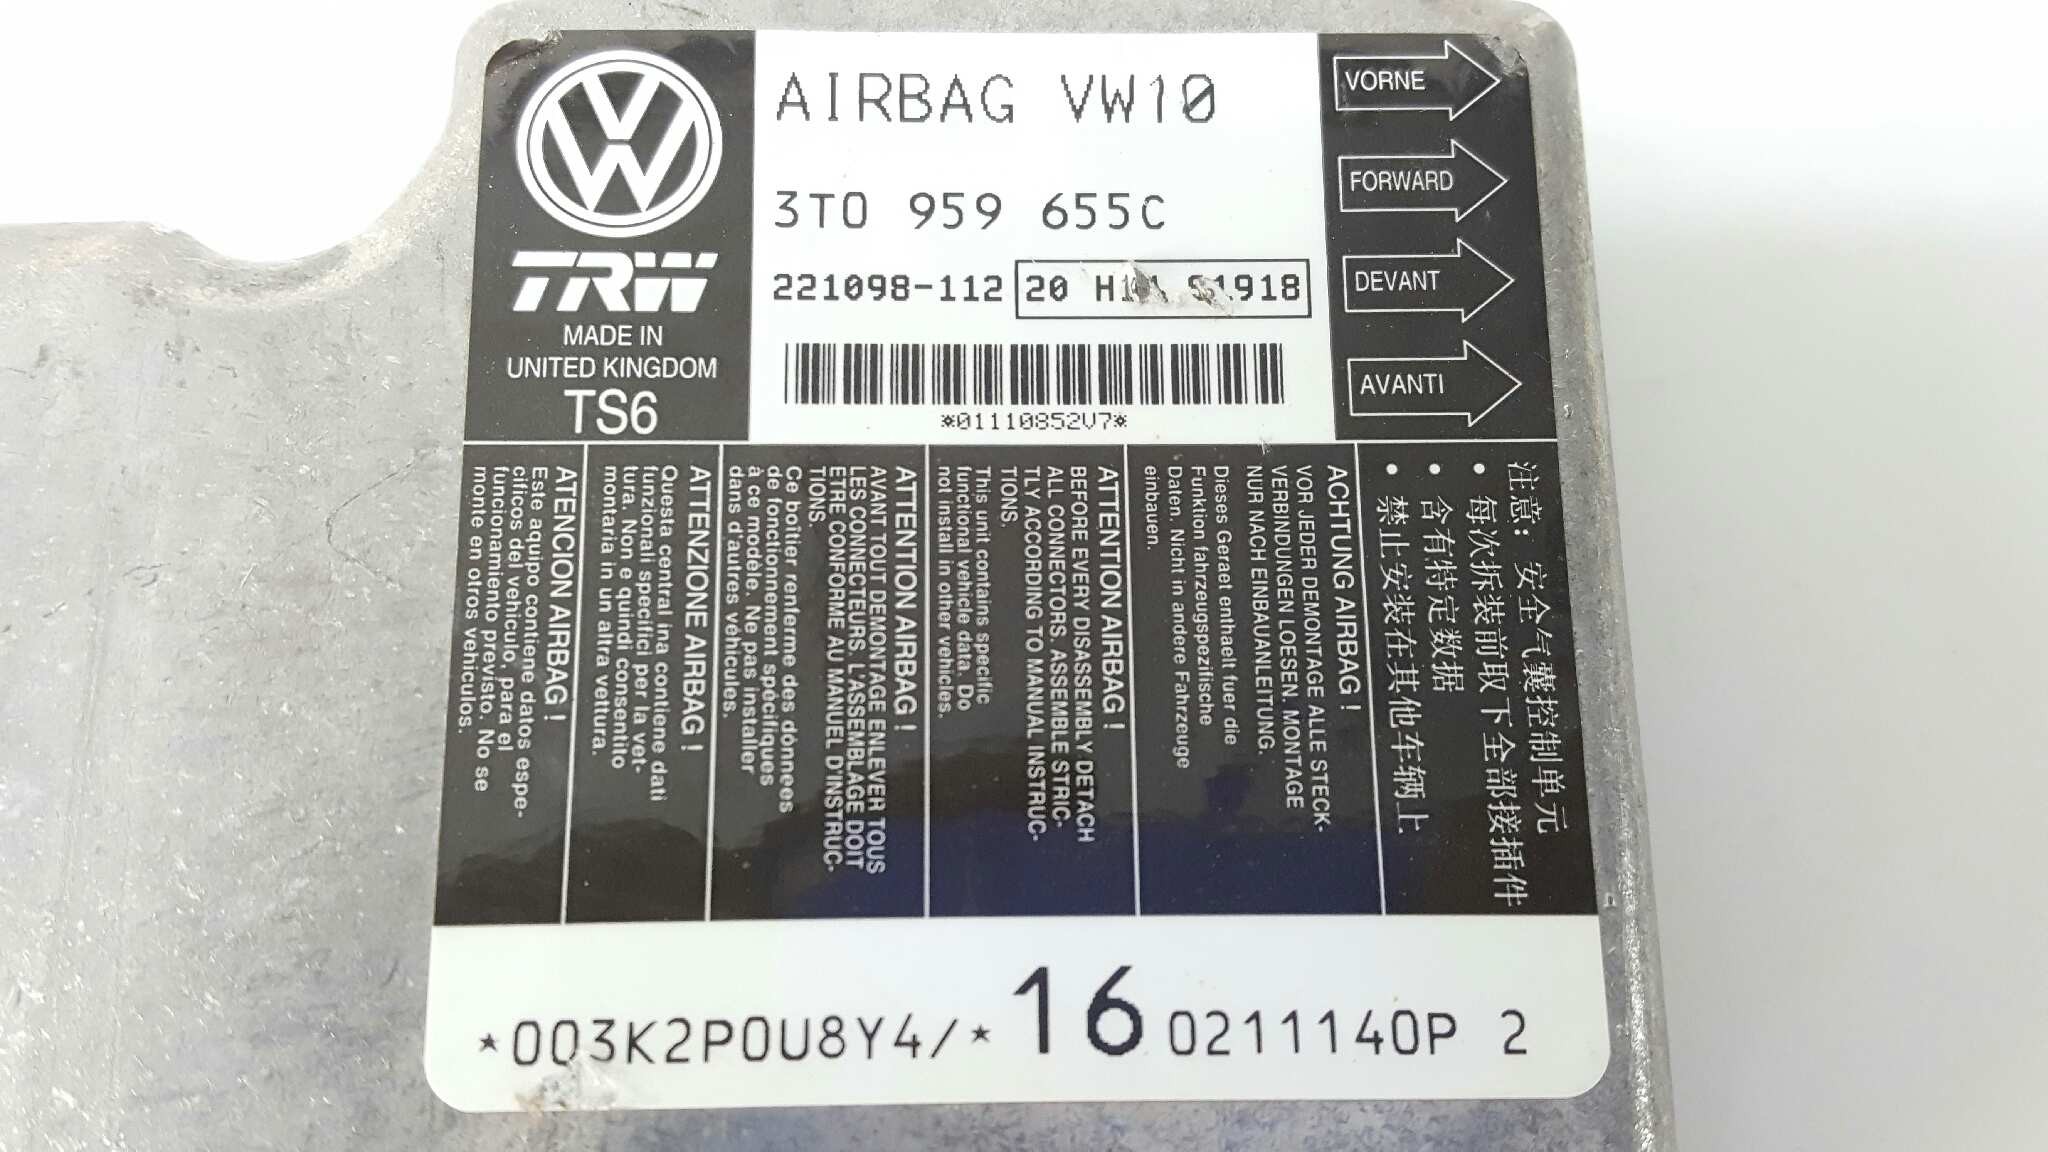 AIRBAG VW10
3T0 959 655C
221098-112 20
*01110852V7*
TRW
MADE IN
UNITED KINGDOM
TS6
VORNE
FORWARD
DEVANT
AVANTI
注意：安全气囊控制单元
• 每次拆装前取下全部接插件
• 含有特定数据
• 禁止安装在其他车辆上
ACHTUNG AIRBAG !
VOR JEDER DEMONTAGE ALLE STECK-
VERBINDUNGEN LOESEN. MONTAGE
NUR NACH EINBAUANLEITUNG.
Dieses Geraet enthaelt fuer die
Funktion fahrzeugspezifische
Daten. Nicht in andere Fahrzeuge
einbauen.
ATTENTION AIRBAG !
BEFORE EVERY DISASSEMBLY DETACH
ALL CONNECTORS. ASSEMBLE STRIC-
TLY ACCORDING TO MANUAL INSTRUC-
TIONS.
This unit contains specific
functional vehicle data. Do
not install in other vehicles.
ATTENTION AIRBAG !
AVANT TOUT DEMONTAGE ENLEVER TOUS
LES CONNECTEURS. L'ASSEMBLAGE DOIT
ETRE CONFORME AU MANUEL D'INSTRUC-
TIONS.
Ce boîtier renferme des données
de fonctionnement spécifiques
à ce modèle. Ne pas installer
dans d'autres véhicules.
ATTENZIONE AIRBAG !
Questa central ina contiene dati
funzionali specifici per la vet-
tura. Non e quindi consentito
montaria in un altra vettura.
ATENCION AIRBAG !
Este aquipo contiene datos espe-
cificos del vehiculo, para el
funcionamiento previsto. No se
monte en otros vehiculos.
*003K2P0U8Y4/* 16 0211140P 2